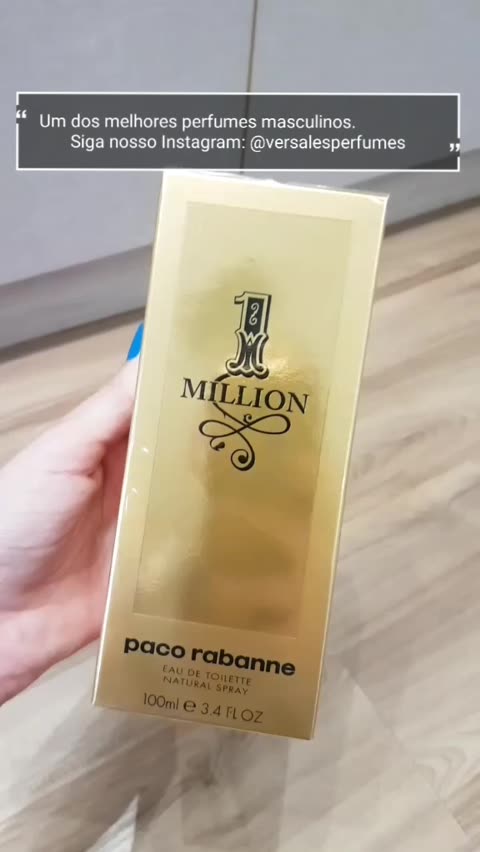 “ Um dos melhores perfumes masculinos.
Siga nosso Instagram: @versalesperfumes „
1
MILLION
paco rabanne
EAU DE TOILETTE
NATURAL SPRAY
100ml e 3.4 FL OZ